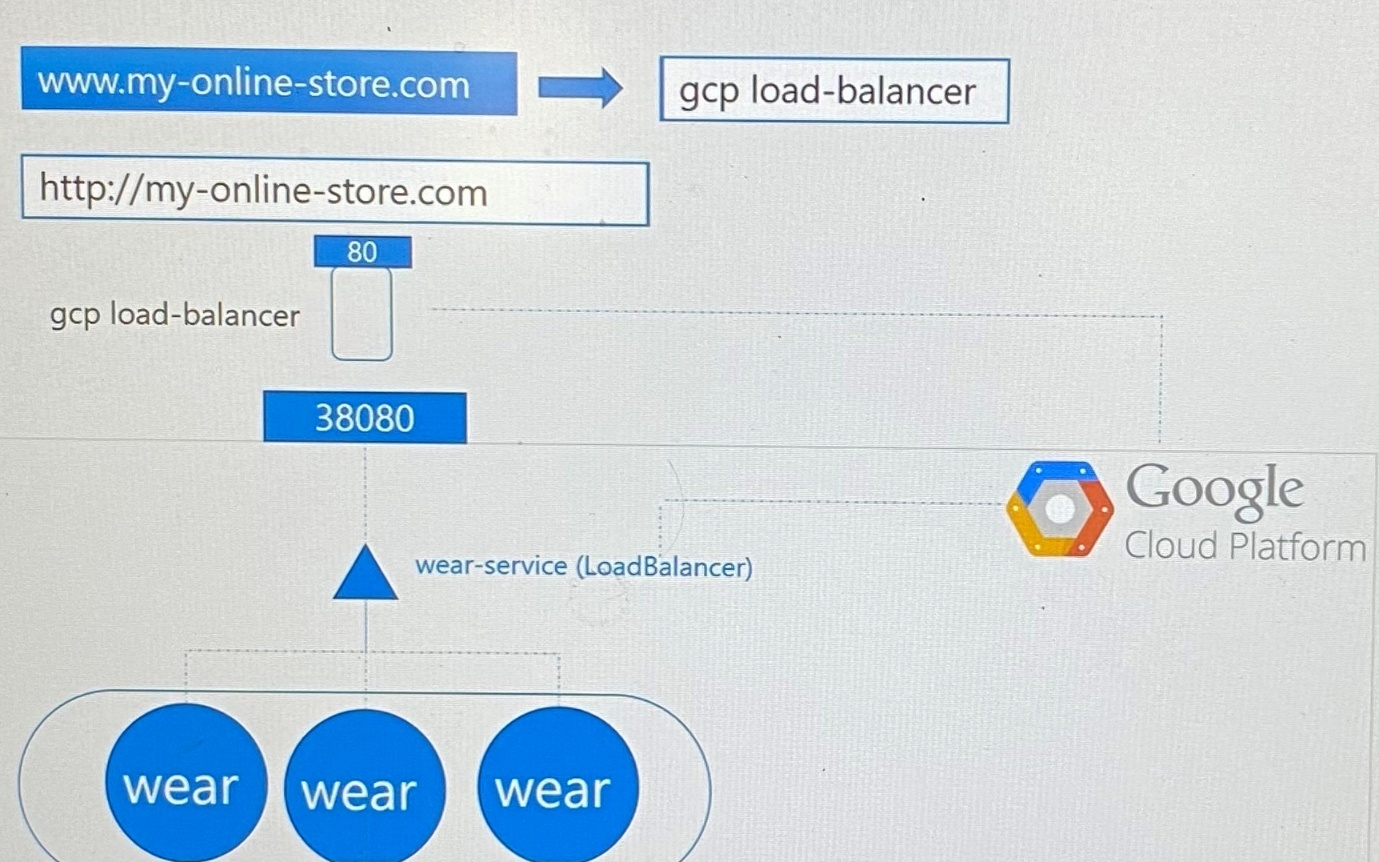 www.my-online-store.com
gcp load-balancer
http://my-online-store.com
80
gcp load-balancer
38080
Google
Cloud Platform
wear-service (LoadBalancer)
wear
wear
wear